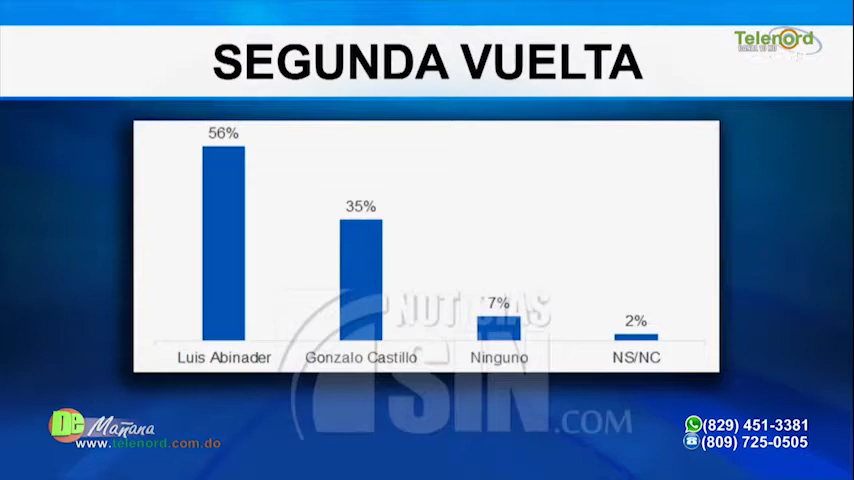 SEGUNDA VUELTA
Telenord
56%
35%
7%
2%
Luis Abinader
Gonzalo Castillo
Ninguno
NS/NC
NOTICIAS
SIN
.COM
De Mañana
www.telenord.com.do
(829) 451-3381
(809) 725-0505